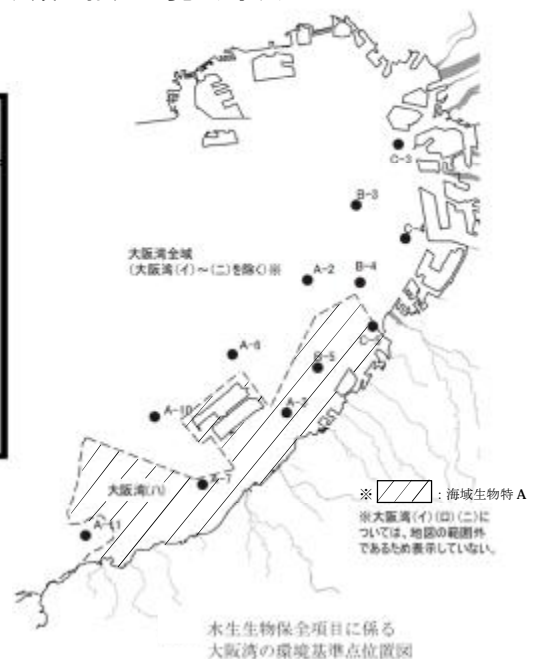 C-3
B-3
C-4
大阪湾全域
(大阪湾(イ)~(ニ)を除く)※
A-2
B-4
C-5
B-5
A-6
A-3
A-10
A-7
大阪湾(ハ)
A-11
※ : 海域生物特 A
※大阪湾(イ)(ロ)(ニ)に
ついては、地図の範囲外
であるため表示していない。
水生生物保全項目に係る
大阪湾の環境基準点位置図